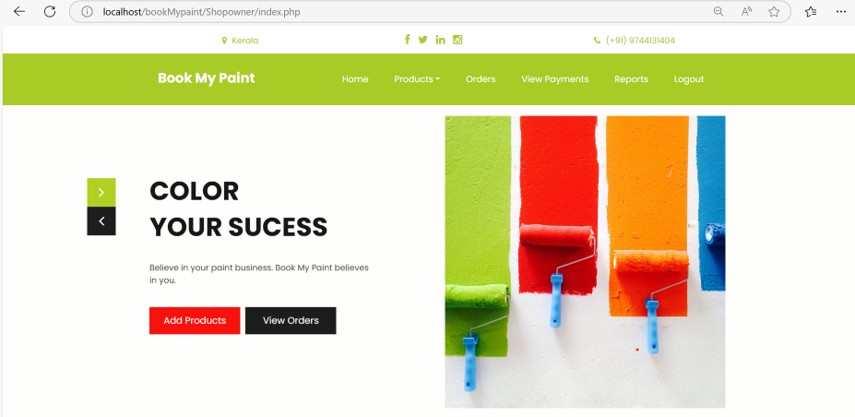 localhost/bookMypaint/Shopowner/index.php
Kerala
(+91) 9744131404
Book My Paint
Home
Products
Orders
View Payments
Reports
Logout
COLOR
YOUR SUCESS
Believe in your paint business. Book My Paint believes
in you.
Add Products
View Orders